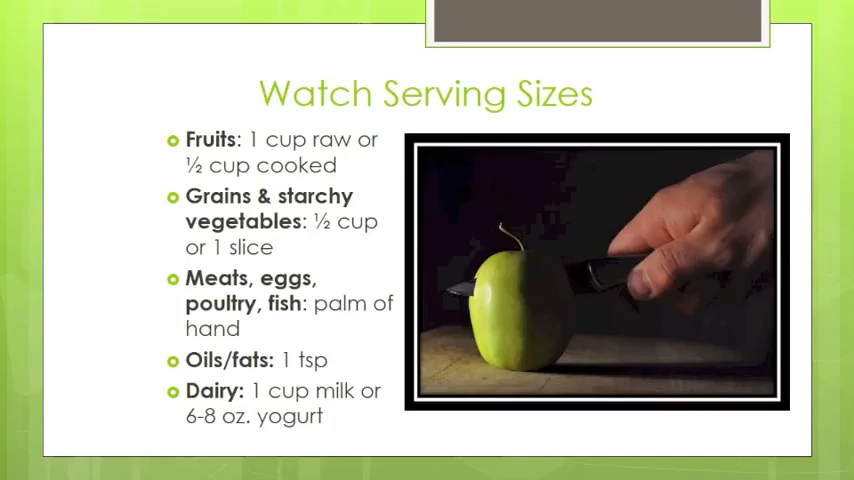 Watch Serving Sizes
Fruits: 1 cup raw or
½ cup cooked
Grains & starchy
vegetables: ½ cup
or 1 slice
Meats, eggs,
poultry, fish: palm of
hand
Oils/fats: 1 tsp
Dairy: 1 cup milk or
6-8 oz. yogurt